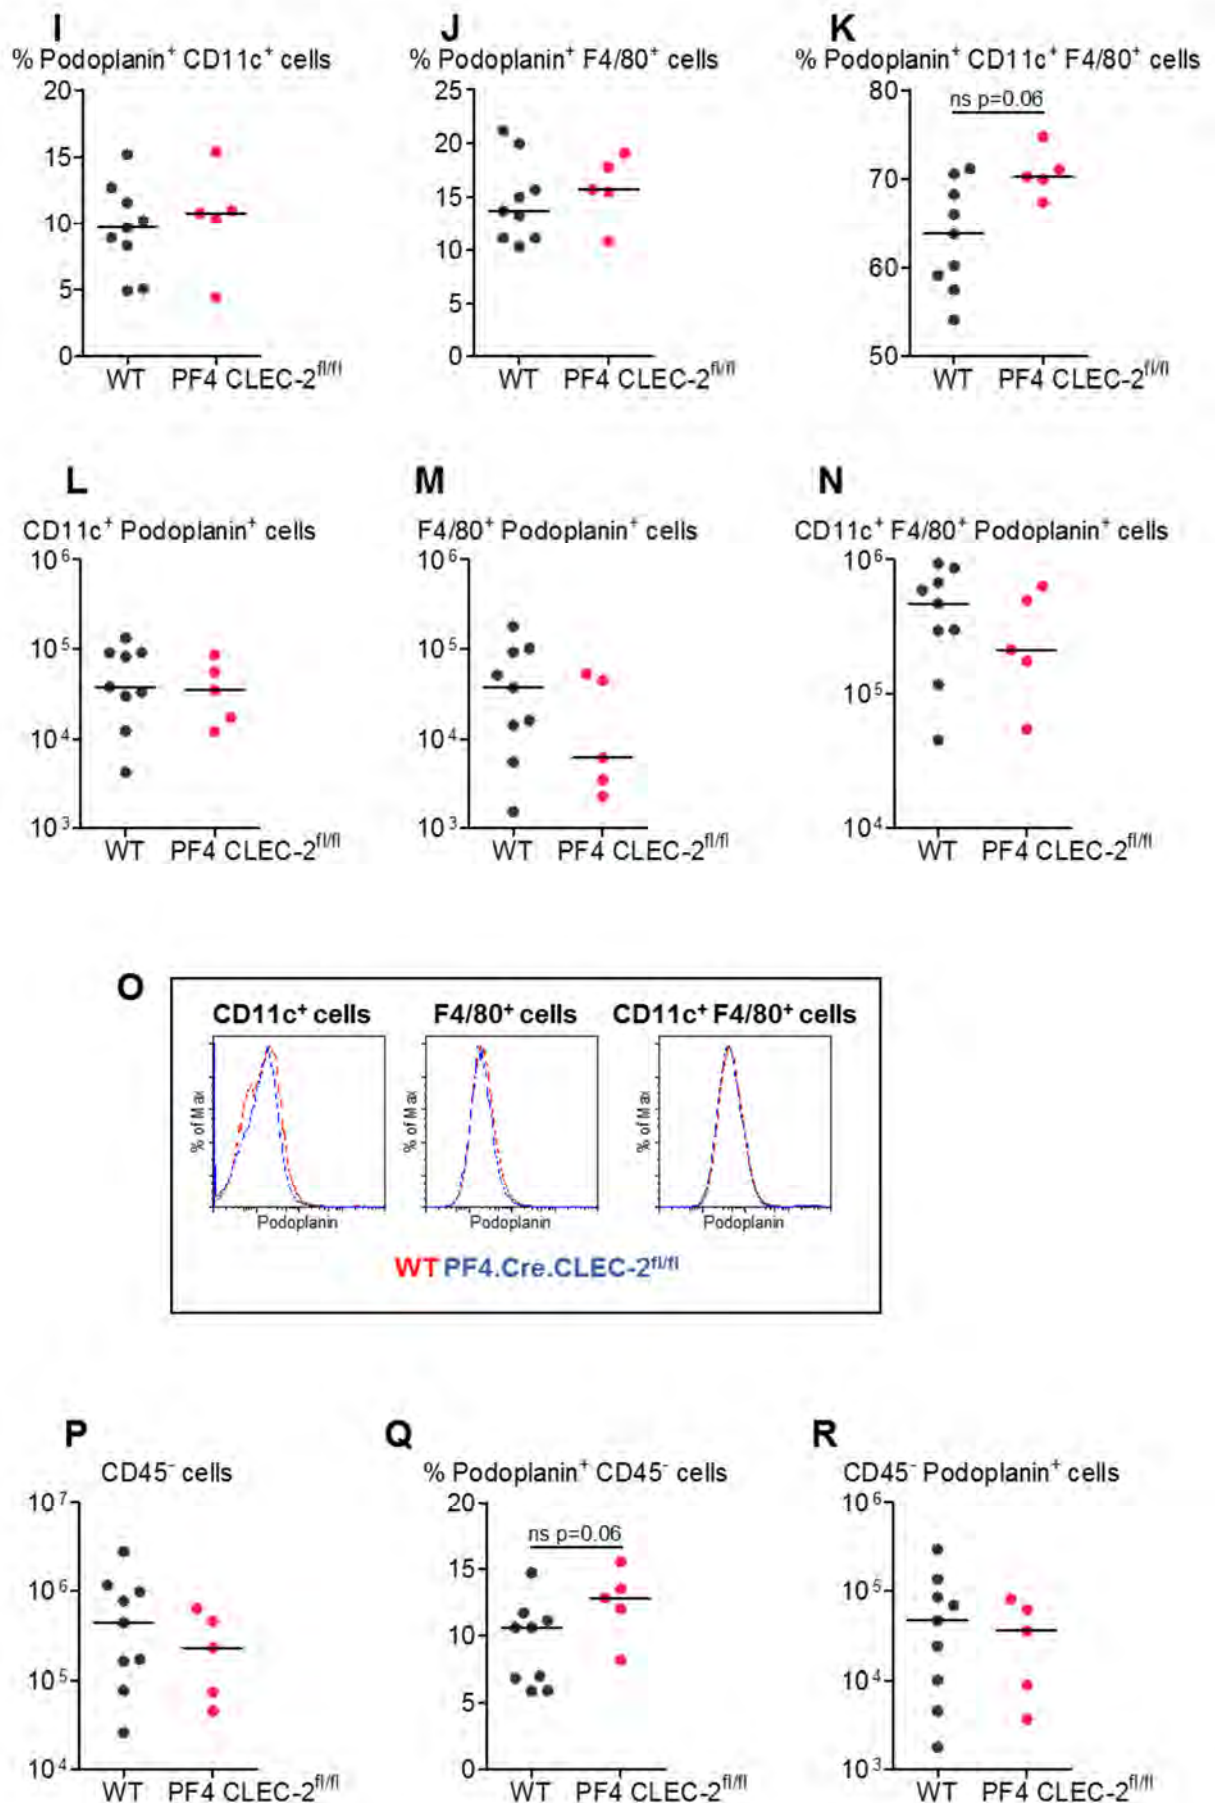 I
% Podoplanin⁺ CD11c⁺ cells
20
15
10
5
0
WT PF4 CLEC-2fl/fl
J
% Podoplanin⁺ F4/80⁺ cells
25
20
15
10
5
0
WT PF4 CLEC-2fl/fl
K
% Podoplanin⁺ CD11c⁺ F4/80⁺ cells
80
ns p=0.06
70
60
50
WT PF4 CLEC-2fl/fl
L
CD11c⁺ Podoplanin⁺ cells
10⁶
10⁵
10⁴
10³
WT PF4 CLEC-2fl/fl
M
F4/80⁺ Podoplanin⁺ cells
10⁶
10⁵
10⁴
10³
WT PF4 CLEC-2fl/fl
N
CD11c⁺ F4/80⁺ Podoplanin⁺ cells
10⁶
10⁵
10⁴
WT PF4 CLEC-2fl/fl
O
CD11c⁺ cells
% of Max
Podoplanin
F4/80⁺ cells
% of Max
Podoplanin
CD11c⁺ F4/80⁺ cells
% of Max
Podoplanin
WT PF4.Cre.CLEC-2fl/fl
P
CD45⁻ cells
10⁷
10⁶
10⁵
10⁴
WT PF4 CLEC-2fl/fl
Q
% Podoplanin⁺ CD45⁻ cells
20
ns p=0.06
15
10
5
0
WT PF4 CLEC-2fl/fl
R
CD45⁻ Podoplanin⁺ cells
10⁶
10⁵
10⁴
10³
WT PF4 CLEC-2fl/fl